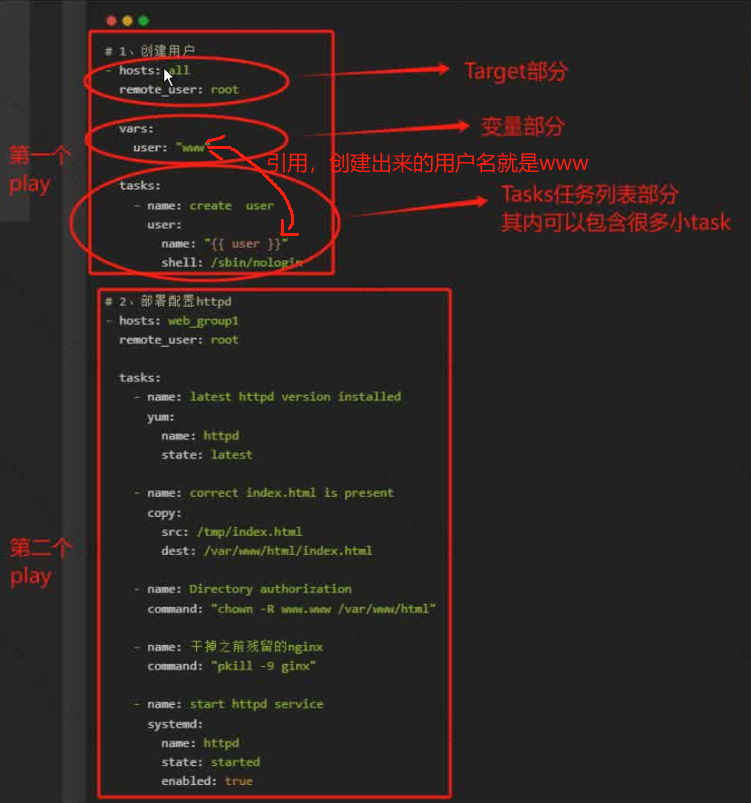 # 1、创建用户
- hosts: all
remote_user: root
Target部分
vars:
user: "www"
变量部分
第一个
play
引用，创建出来的用户名就是www
tasks:
- name: create  user
user:
name: "{{ user }}"
shell: /sbin/nologin
Tasks任务列表部分
其内可以包含很多小task
# 2、部署配置httpd
- hosts: web_group1
remote_user: root
tasks:
- name: latest httpd version installed
yum:
name: httpd
state: latest
- name: correct index.html is present
copy:
src: /tmp/index.html
dest: /var/www/html/index.html
第二个
play
- name: Directory authorization
command: "chown -R www.www /var/www/html"
- name: 干掉之前残留的nginx
command: "pkill -9 ginx"
- name: start httpd service
systemd:
name: httpd
state: started
enabled: true